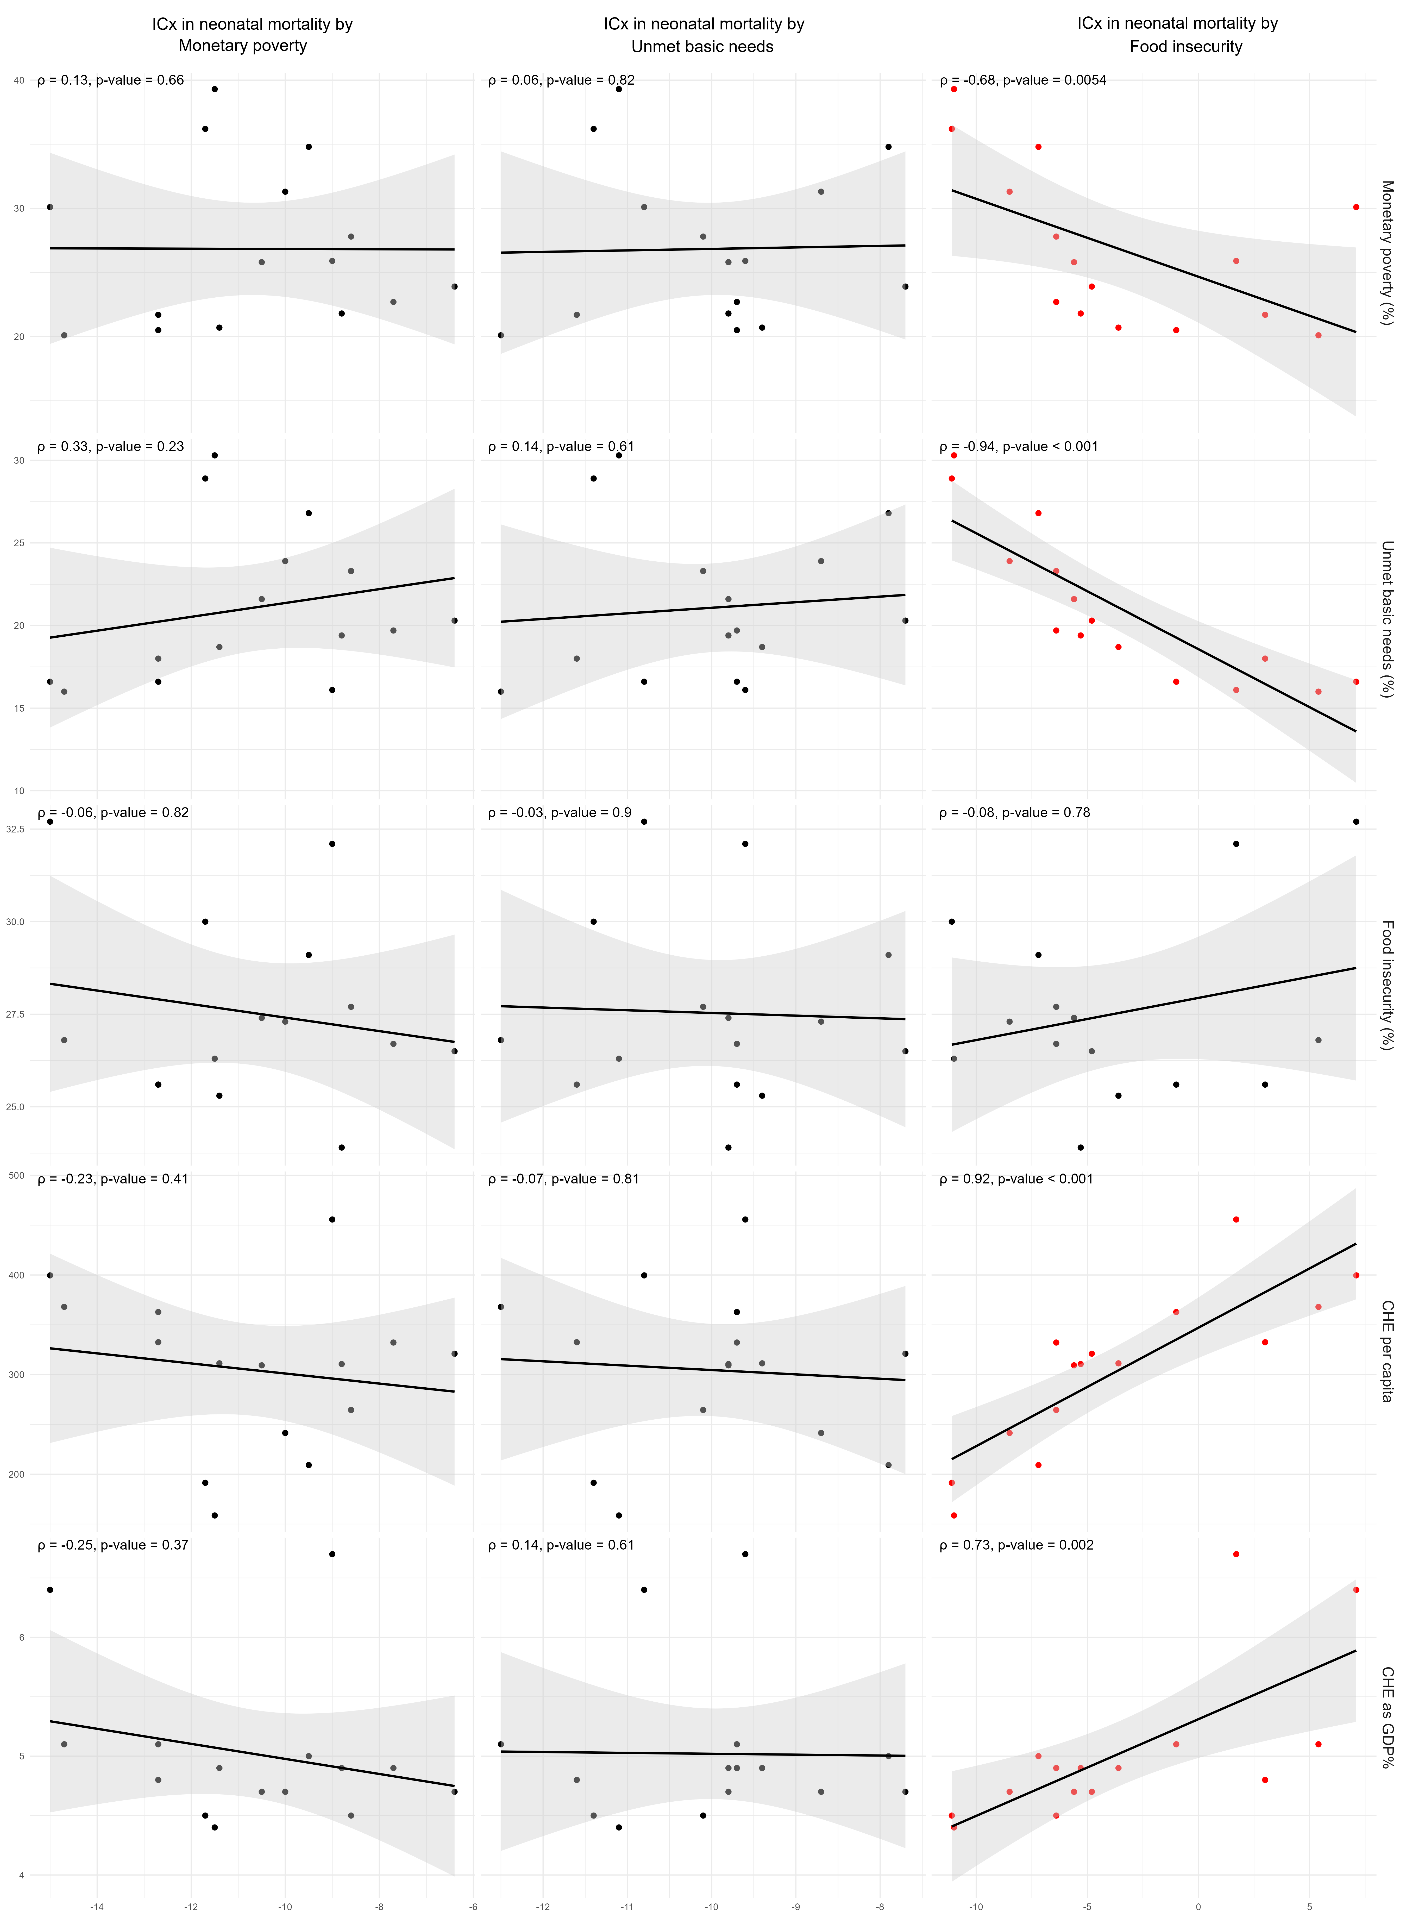 ICx in neonatal mortality by
Monetary poverty
ICx in neonatal mortality by
Unmet basic needs
ICx in neonatal mortality by
Food insecurity
ρ = 0.13, p-value = 0.66
ρ = 0.06, p-value = 0.82
ρ = -0.68, p-value = 0.0054
40
30
20
Monetary poverty (%)
ρ = 0.33, p-value = 0.23
ρ = 0.14, p-value = 0.61
ρ = -0.94, p-value < 0.001
30
25
20
15
10
Unmet basic needs (%)
ρ = -0.06, p-value = 0.82
ρ = -0.03, p-value = 0.9
ρ = -0.08, p-value = 0.78
32.5
30.0
27.5
25.0
Food insecurity (%)
ρ = -0.23, p-value = 0.41
ρ = -0.07, p-value = 0.81
ρ = 0.92, p-value < 0.001
500
400
300
200
CHE per capita
ρ = -0.25, p-value = 0.37
ρ = 0.14, p-value = 0.61
ρ = 0.73, p-value = 0.002
6
5
4
CHE as GDP%
-14 -12 -10 -8 -6
-12 -11 -10 -9 -8
-10 -5 0 5